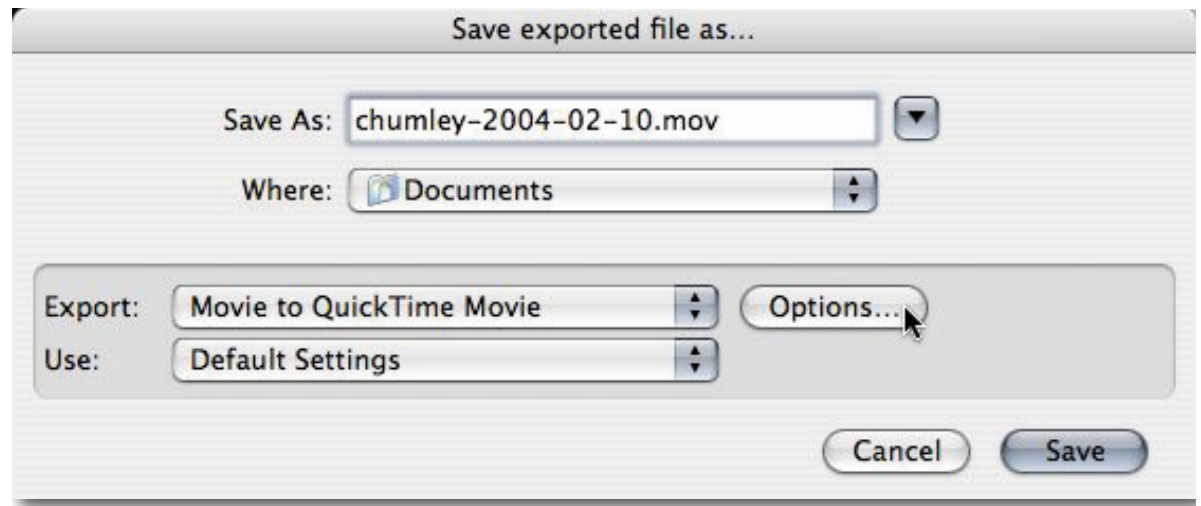 Save exported file as...
Save As: chumley-2004-02-10.mov
Where: Documents
Export: Movie to QuickTime Movie Options...
Use: Default Settings
Cancel Save